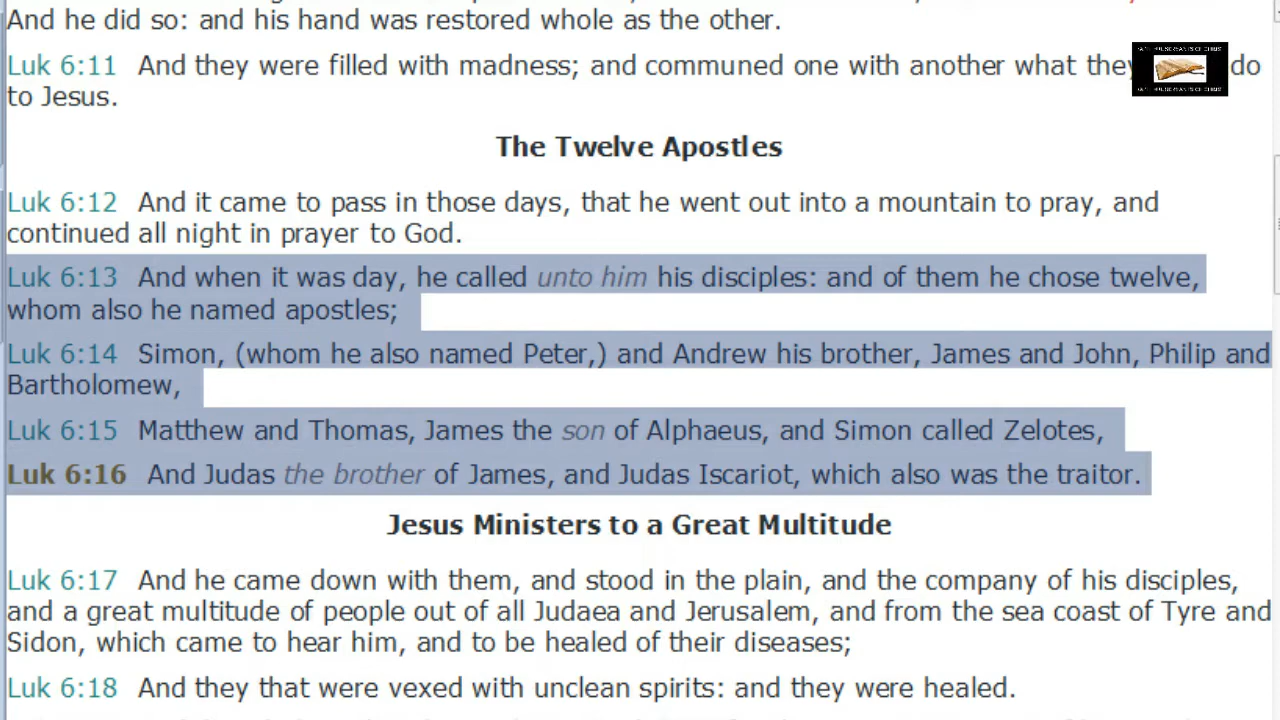 And he did so: and his hand was restored whole as the other.
Luk 6:11 And they were filled with madness; and communed one with another what they do
to Jesus.
The Twelve Apostles
Luk 6:12 And it came to pass in those days, that he went out into a mountain to pray, and
continued all night in prayer to God.
Luk 6:13 And when it was day, he called unto him his disciples: and of them he chose twelve,
whom also he named apostles;
Luk 6:14 Simon, (whom he also named Peter,) and Andrew his brother, James and John, Philip and
Bartholomew,
Luk 6:15 Matthew and Thomas, James the son of Alphaeus, and Simon called Zelotes,
Luk 6:16 And Judas the brother of James, and Judas Iscariot, which also was the traitor.
Jesus Ministers to a Great Multitude
Luk 6:17 And he came down with them, and stood in the plain, and the company of his disciples,
and a great multitude of people out of all Judaea and Jerusalem, and from the sea coast of Tyre and
Sidon, which came to hear him, and to be healed of their diseases;
Luk 6:18 And they that were vexed with unclean spirits: and they were healed.